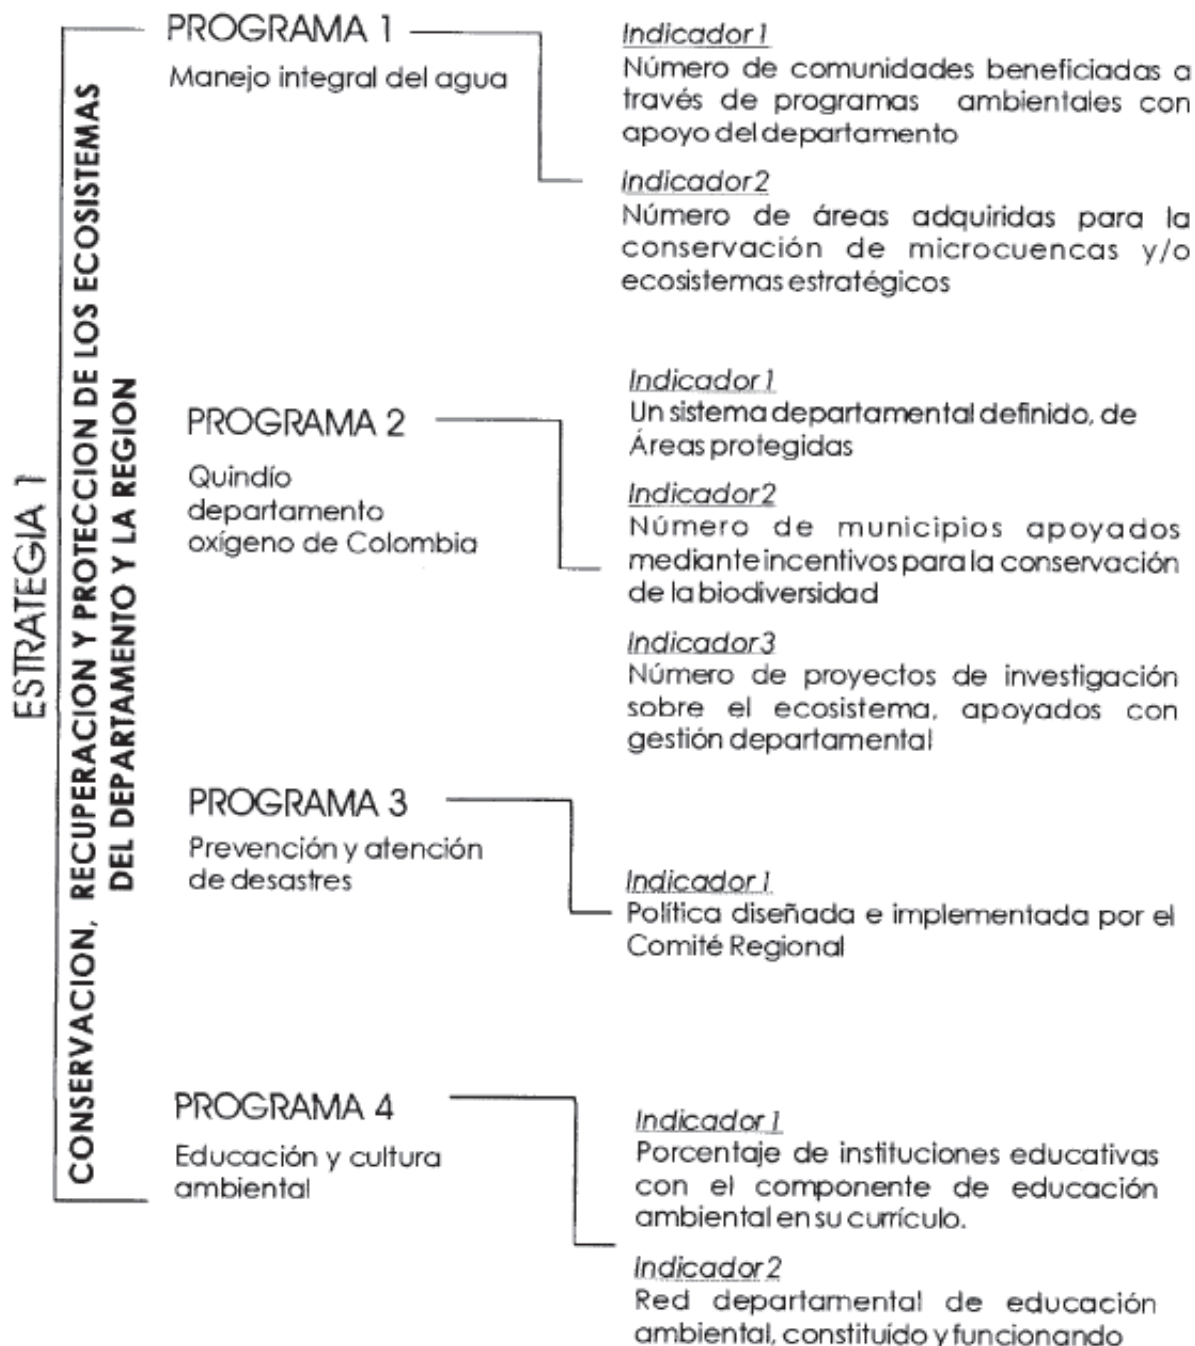 ESTRATEGIA 1
CONSERVACION, RECUPERACION Y PROTECCION DE LOS ECOSISTEMAS
DEL DEPARTAMENTO Y LA REGION
PROGRAMA 1
Manejo integral del agua
Indicador 1
Número de comunidades beneficiadas a
través de programas ambientales con
apoyo del departamento
Indicador 2
Número de áreas adquiridas para la
conservación de microcuencas y/o
ecosistemas estratégicos
PROGRAMA 2
Quindío
departamento
oxígeno de Colombia
Indicador 1
Un sistema departamental definido, de
Áreas protegidas
Indicador 2
Número de municipios apoyados
mediante incentivos para la conservación
de la biodiversidad
Indicador 3
Número de proyectos de investigación
sobre el ecosistema, apoyados con
gestión departamental
PROGRAMA 3
Prevención y atención
de desastres
Indicador 1
Política diseñada e implementada por el
Comité Regional
PROGRAMA 4
Educación y cultura
ambiental
Indicador 1
Porcentaje de instituciones educativas
con el componente de educación
ambiental en su currículo.
Indicador 2
Red departamental de educación
ambiental, constituído y funcionando